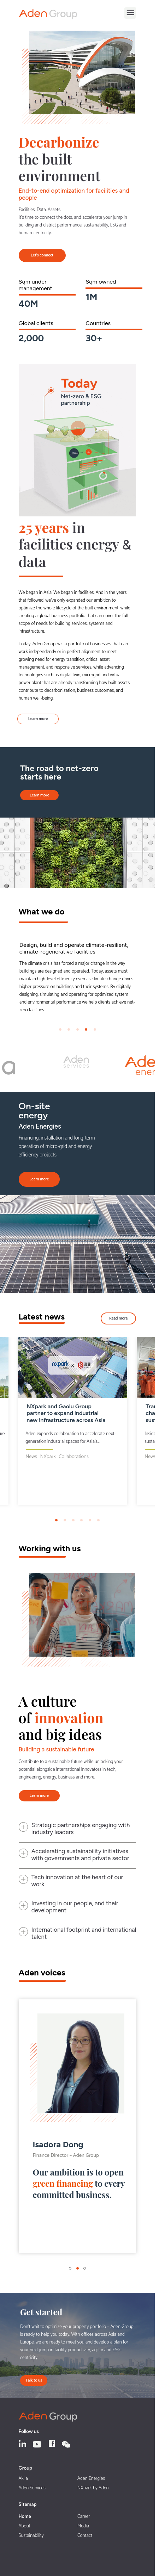 Aden Group
Decarbonize
the built
environment
End-to-end optimization for facilities and
people
Facilities. Data. Assets.
It's time to connect the dots, and accelerate your jump in
building and district performance, sustainability, ESG and
human-centricity.
Let's connect
Sqm under
management
40M
Sqm owned
1M
Global clients
2,000
Countries
30+
Today
Net-zero & ESG
partnership
25 years in
facilities energy &
data
We began in Asia. We began in facilities. And in the years
that followed, we've only expanded our ambition: to
optimize the whole lifecycle of the built environment, while
creating a global business portfolio that can cover the full
scope of needs for building services, systems and
infrastructure.
Today, Aden Group has a portfolio of businesses that can
work independently or in perfect alignment to meet
growing need for energy transition, critical asset
management, and responsive services, while advancing
technologies such as digital twin, microgrid and virtual
power plant that are already transforming how built assets
contribute to decarbonization, business outcomes, and
human well-being.
Learn more
The road to net-zero
starts here
Learn more
What we do
Design, build and operate climate-resilient,
climate-regenerative facilities
The climate crisis has forced a major change in the way
buildings are designed and operated. Today, assets must
maintain human thrive even as climate change drives
higher pressures on buildings and their systems. By digitally
designing, simulating and operating for optimized system
and environmental performance we help clients achieve net-
zero facilities.
Aden
SERVICES
Ade
ener
On-site
energy
Aden Energies
Financing, installation and long-term
operation of micro-grid and energy
efficiency projects.
Learn more
Latest news
Read more
NXpark and Gaolu Group
partner to expand industrial
new infrastructure across Asia
Aden expands collaboration to accelerate next-
generation industrial spaces for Asia's...
News NXpark Collaborations
Working with us
A culture
of innovation
and big ideas
Building a sustainable future
Contribute to a sustainable future while unlocking your
potential alongside international innovators in tech,
engineering, energy, business and more.
Learn more
Strategic partnerships engaging with
industry leaders
Accelerating sustainability initiatives
with governments and private sector
Tech innovation at the heart of our
work
Investing in our people, and their
development
International footprint and international
talent
Aden voices
Isadora Dong
Finance Director - Aden Group
Our ambition is to open
green financing to every
committed business.
Get started
Don't wait to optimize your property portfolio - Aden Group
is ready to help you today. With offices across Asia and
Europe, we are ready to meet you and develop a plan for
your next jump in facility productivity, agility and ESG-
centricity.
Talk to us
Aden Group
Follow us
Group
Akila
Aden Energies
Aden Services
NXpark by Aden
Sitemap
Home
Career
About
Media
Sustainability
Contact